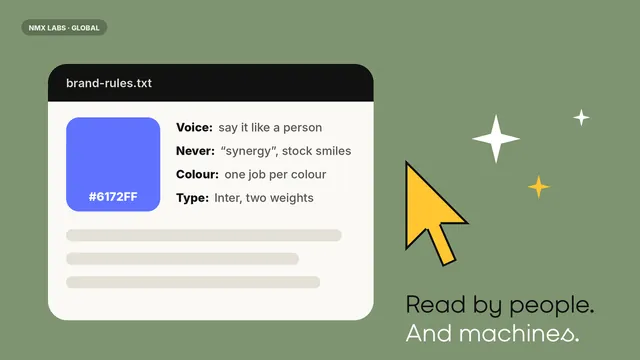 NMX LABS · GLOBAL
brand-rules.txt
#6172FF
Voice: say it like a person
Never: “synergy”, stock smiles
Colour: one job per colour
Type: Inter, two weights
Read by people.
And machines.